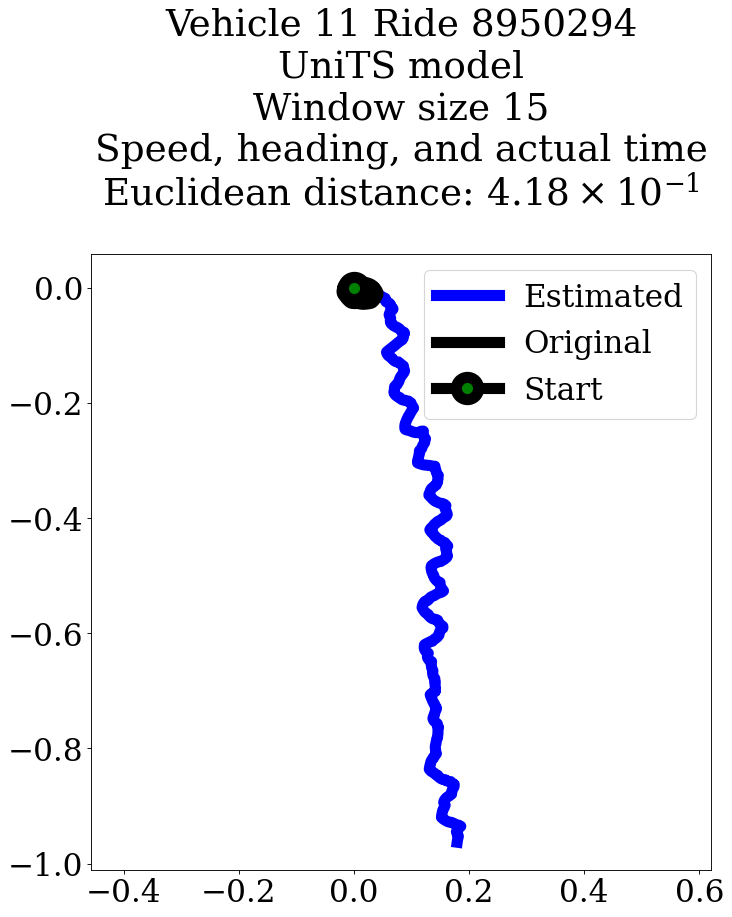 Vehicle 11 Ride 8950294
UniTS model
Window size 15
Speed, heading, and actual time
Euclidean distance: 4.18 × 10⁻¹
Estimated
Original
Start
0.0
−0.2
−0.4
−0.6
−0.8
−1.0
−0.4 −0.2 0.0 0.2 0.4 0.6